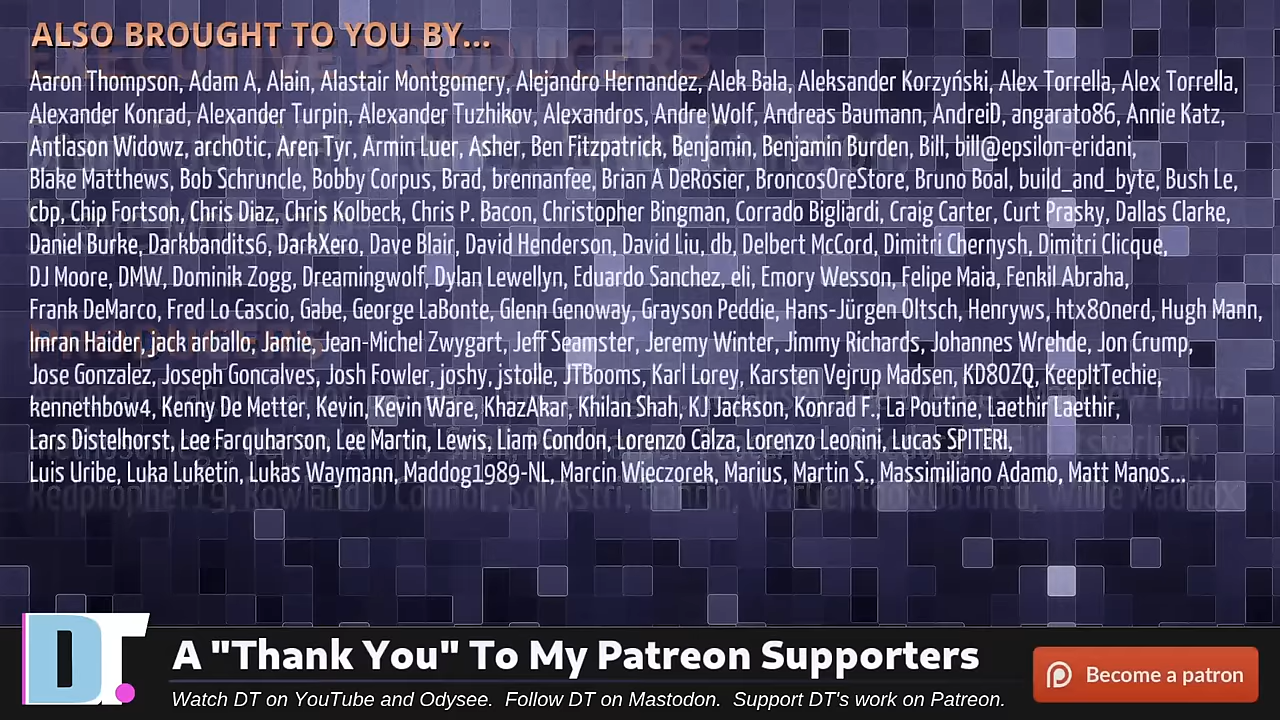 ALSO BROUGHT TO YOU BY...
Aaron Thompson, Adam A, Alain, Alastair Montgomery, Alejandro Hernandez, Alek Bala, Aleksander Korzyński, Alex Torrella, Alex Torrella,
Alexander Konrad, Alexander Turpin, Alexander Tuzhikov, Alexandros, Andre Wolf, Andreas Baumann, AndreiD, angarato86, Annie Katz,
Antlason Widowz, arch0tic, Aren Tyr, Armin Luer, Asher, Ben Fitzpatrick, Benjamin, Benjamin Burden, Bill, bill@epsilon-eridani,
Blake Matthews, Bob Schruncle, Bobby Corpus, Brad, brennanfee, Brian A DeRosier, BroncosOreStore, Bruno Boal, build_and_byte, Bush Le,
cbp, Chip Fortson, Chris Diaz, Chris Kolbeck, Chris P. Bacon, Christopher Bingman, Corrado Bigliardi, Craig Carter, Curt Prasky, Dallas Clarke,
Daniel Burke, Darkbandits6, DarkXero, Dave Blair, David Henderson, David Liu, db, Delbert McCord, Dimitri Chernysh, Dimitri Clicque,
DJ Moore, DMW, Dominik Zogg, Dreamingwolf, Dylan Lewellyn, Eduardo Sanchez, eli, Emory Wesson, Felipe Maia, Fenkil Abraha,
Frank DeMarco, Fred Lo Cascio, Gabe, George LaBonte, Glenn Genoway, Grayson Peddie, Hans-Jürgen Oltsch, Henryws, htx80nerd, Hugh Mann,
Imran Haider, jack arballo, Jamie, Jean-Michel Zwygart, Jeff Seamster, Jeremy Winter, Jimmy Richards, Johannes Wrehde, Jon Crump,
Jose Gonzalez, Joseph Goncalves, Josh Fowler, joshy, jstolle, JTBooms, Karl Lorey, Karsten Vejrup Madsen, KD8OZQ, KeepItTechie,
kennethbow4, Kenny De Metter, Kevin, Kevin Ware, KhazAkar, Khilan Shah, KJ Jackson, Konrad F., La Poutine, Laethir Laethir,
Lars Distelhorst, Lee Farquharson, Lee Martin, Lewis, Liam Condon, Lorenzo Calza, Lorenzo Leonini, Lucas SPITERI,
Luis Uribe, Luka Luketin, Lukas Waymann, Maddog1989-NL, Marcin Wieczorek, Marius, Martin S., Massimiliano Adamo, Matt Manos...
DT.
A "Thank You" To My Patreon Supporters
Become a patron
Watch DT on YouTube and Odysee. Follow DT on Mastodon. Support DT's work on Patreon.